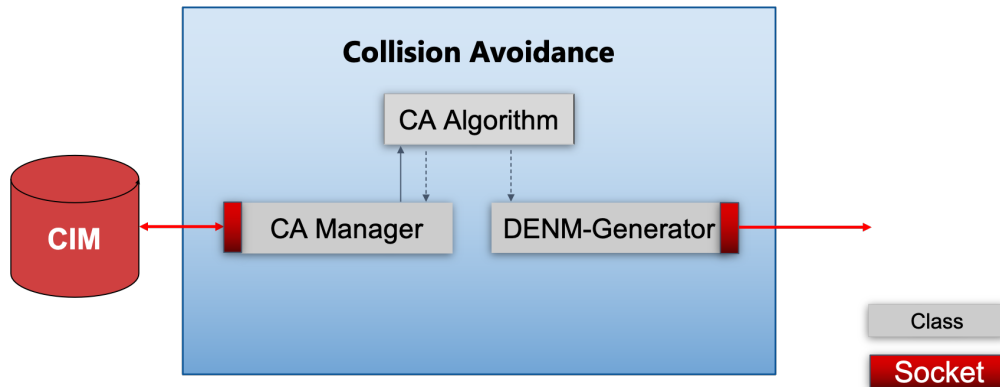 Collision Avoidance
CA Algorithm
CIM
CA Manager
DENM-Generator
Class
Socket